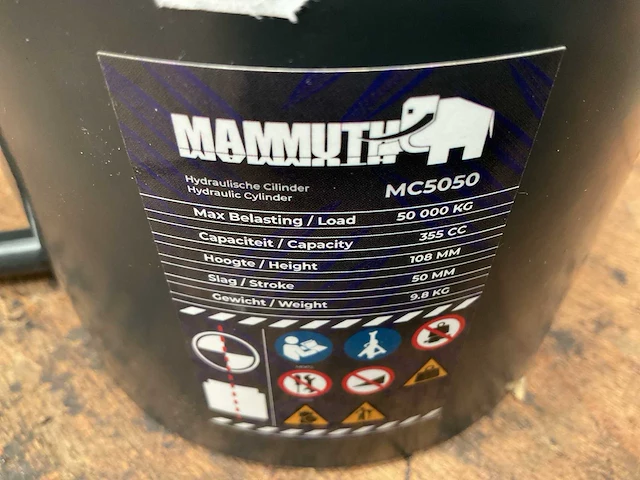 MAMMUTH
Hydraulische Cilinder
Hydraulic Cylinder
MC5050
Max Belasting / Load 50 000 KG
Capaciteit / Capacity 355 CC
Hoogte / Height 108 MM
Slag / Stroke 50 MM
Gewicht / Weight 9.8 KG